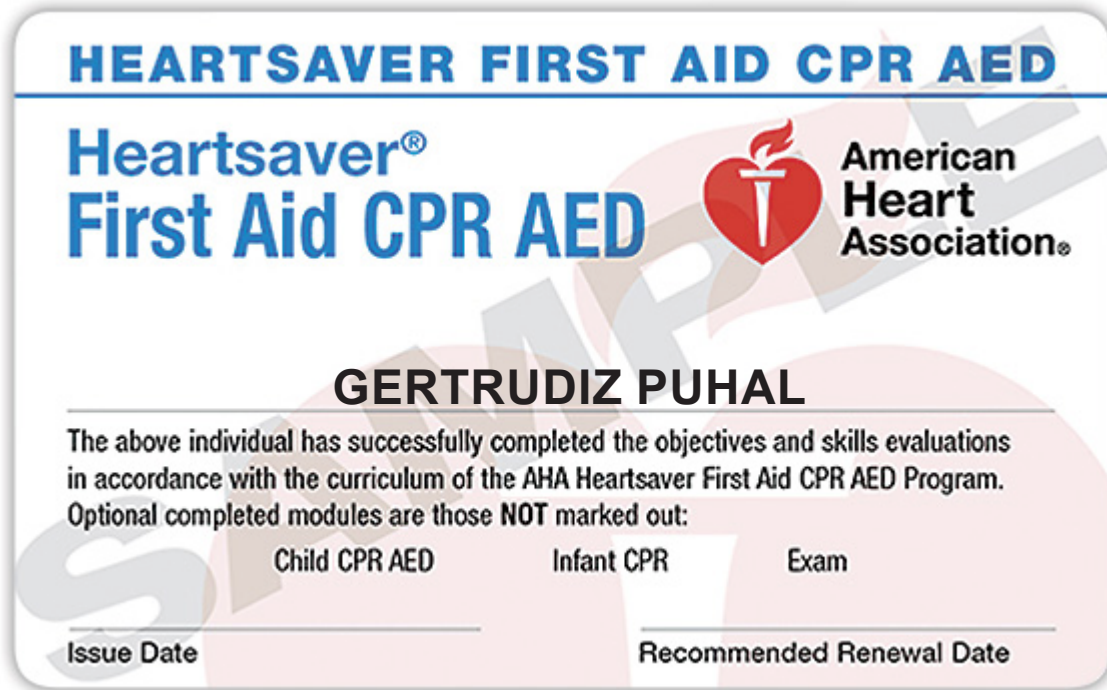 HEARTSAVER FIRST AID CPR AED
Heartsaver®
First Aid CPR AED
American
Heart
Association®
SAMPLE
GERTRUDIZ PUHAL
The above individual has successfully completed the objectives and skills evaluations
in accordance with the curriculum of the AHA Heartsaver First Aid CPR AED Program.
Optional completed modules are those NOT marked out:
Child CPR AED Infant CPR Exam
Issue Date Recommended Renewal Date